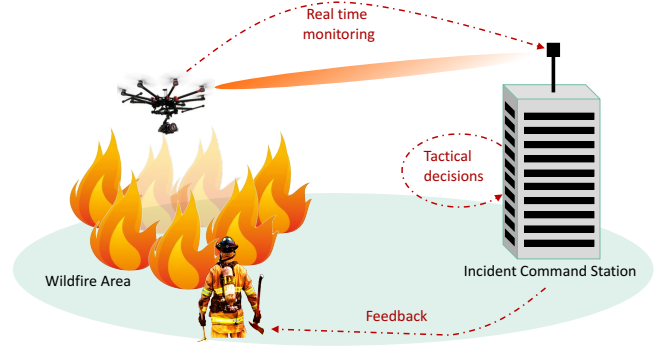 Real time
monitoring
Tactical
decisions
Wildfire Area
Incident Command Station
Feedback